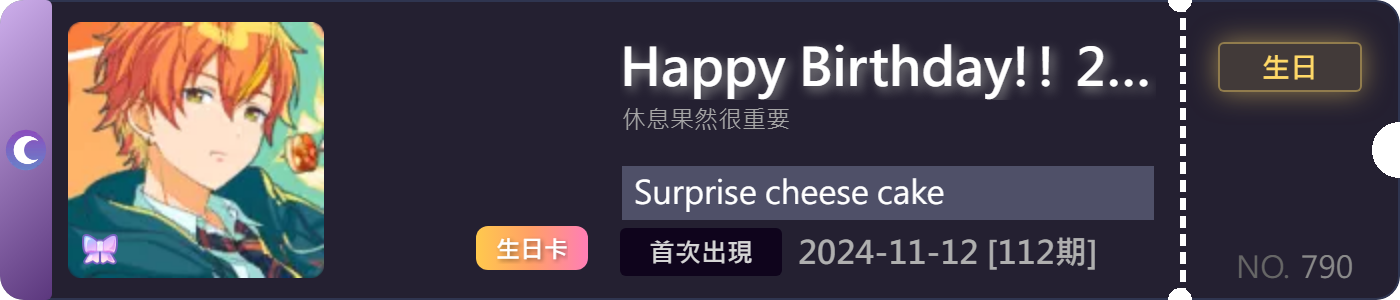 Happy Birthday!! 2...
休息果然很重要
Surprise cheese cake
生日卡
首次出現
2024-11-12 [112期]
生日
NO. 790